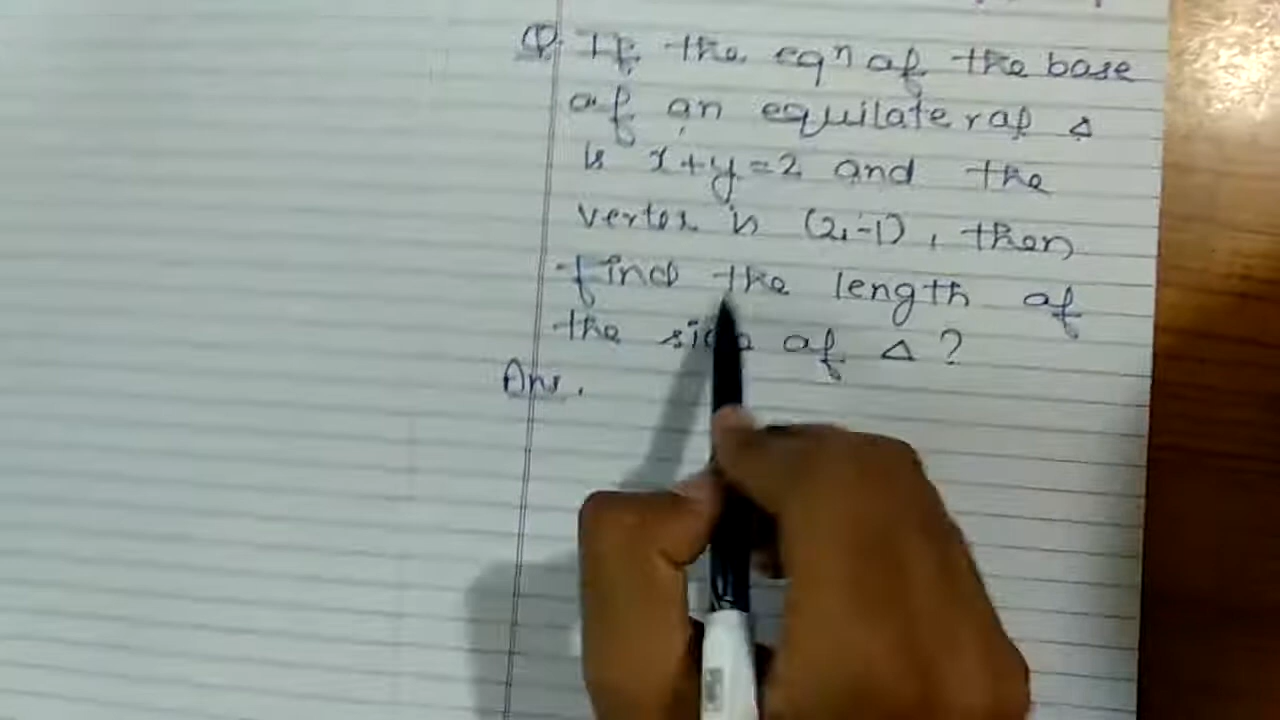 Q. If the eqn of the base
of an equilateral Δ
is x+y=2 and the
vertex is (2,-1), then
find the length of
the side of Δ?
Ans.